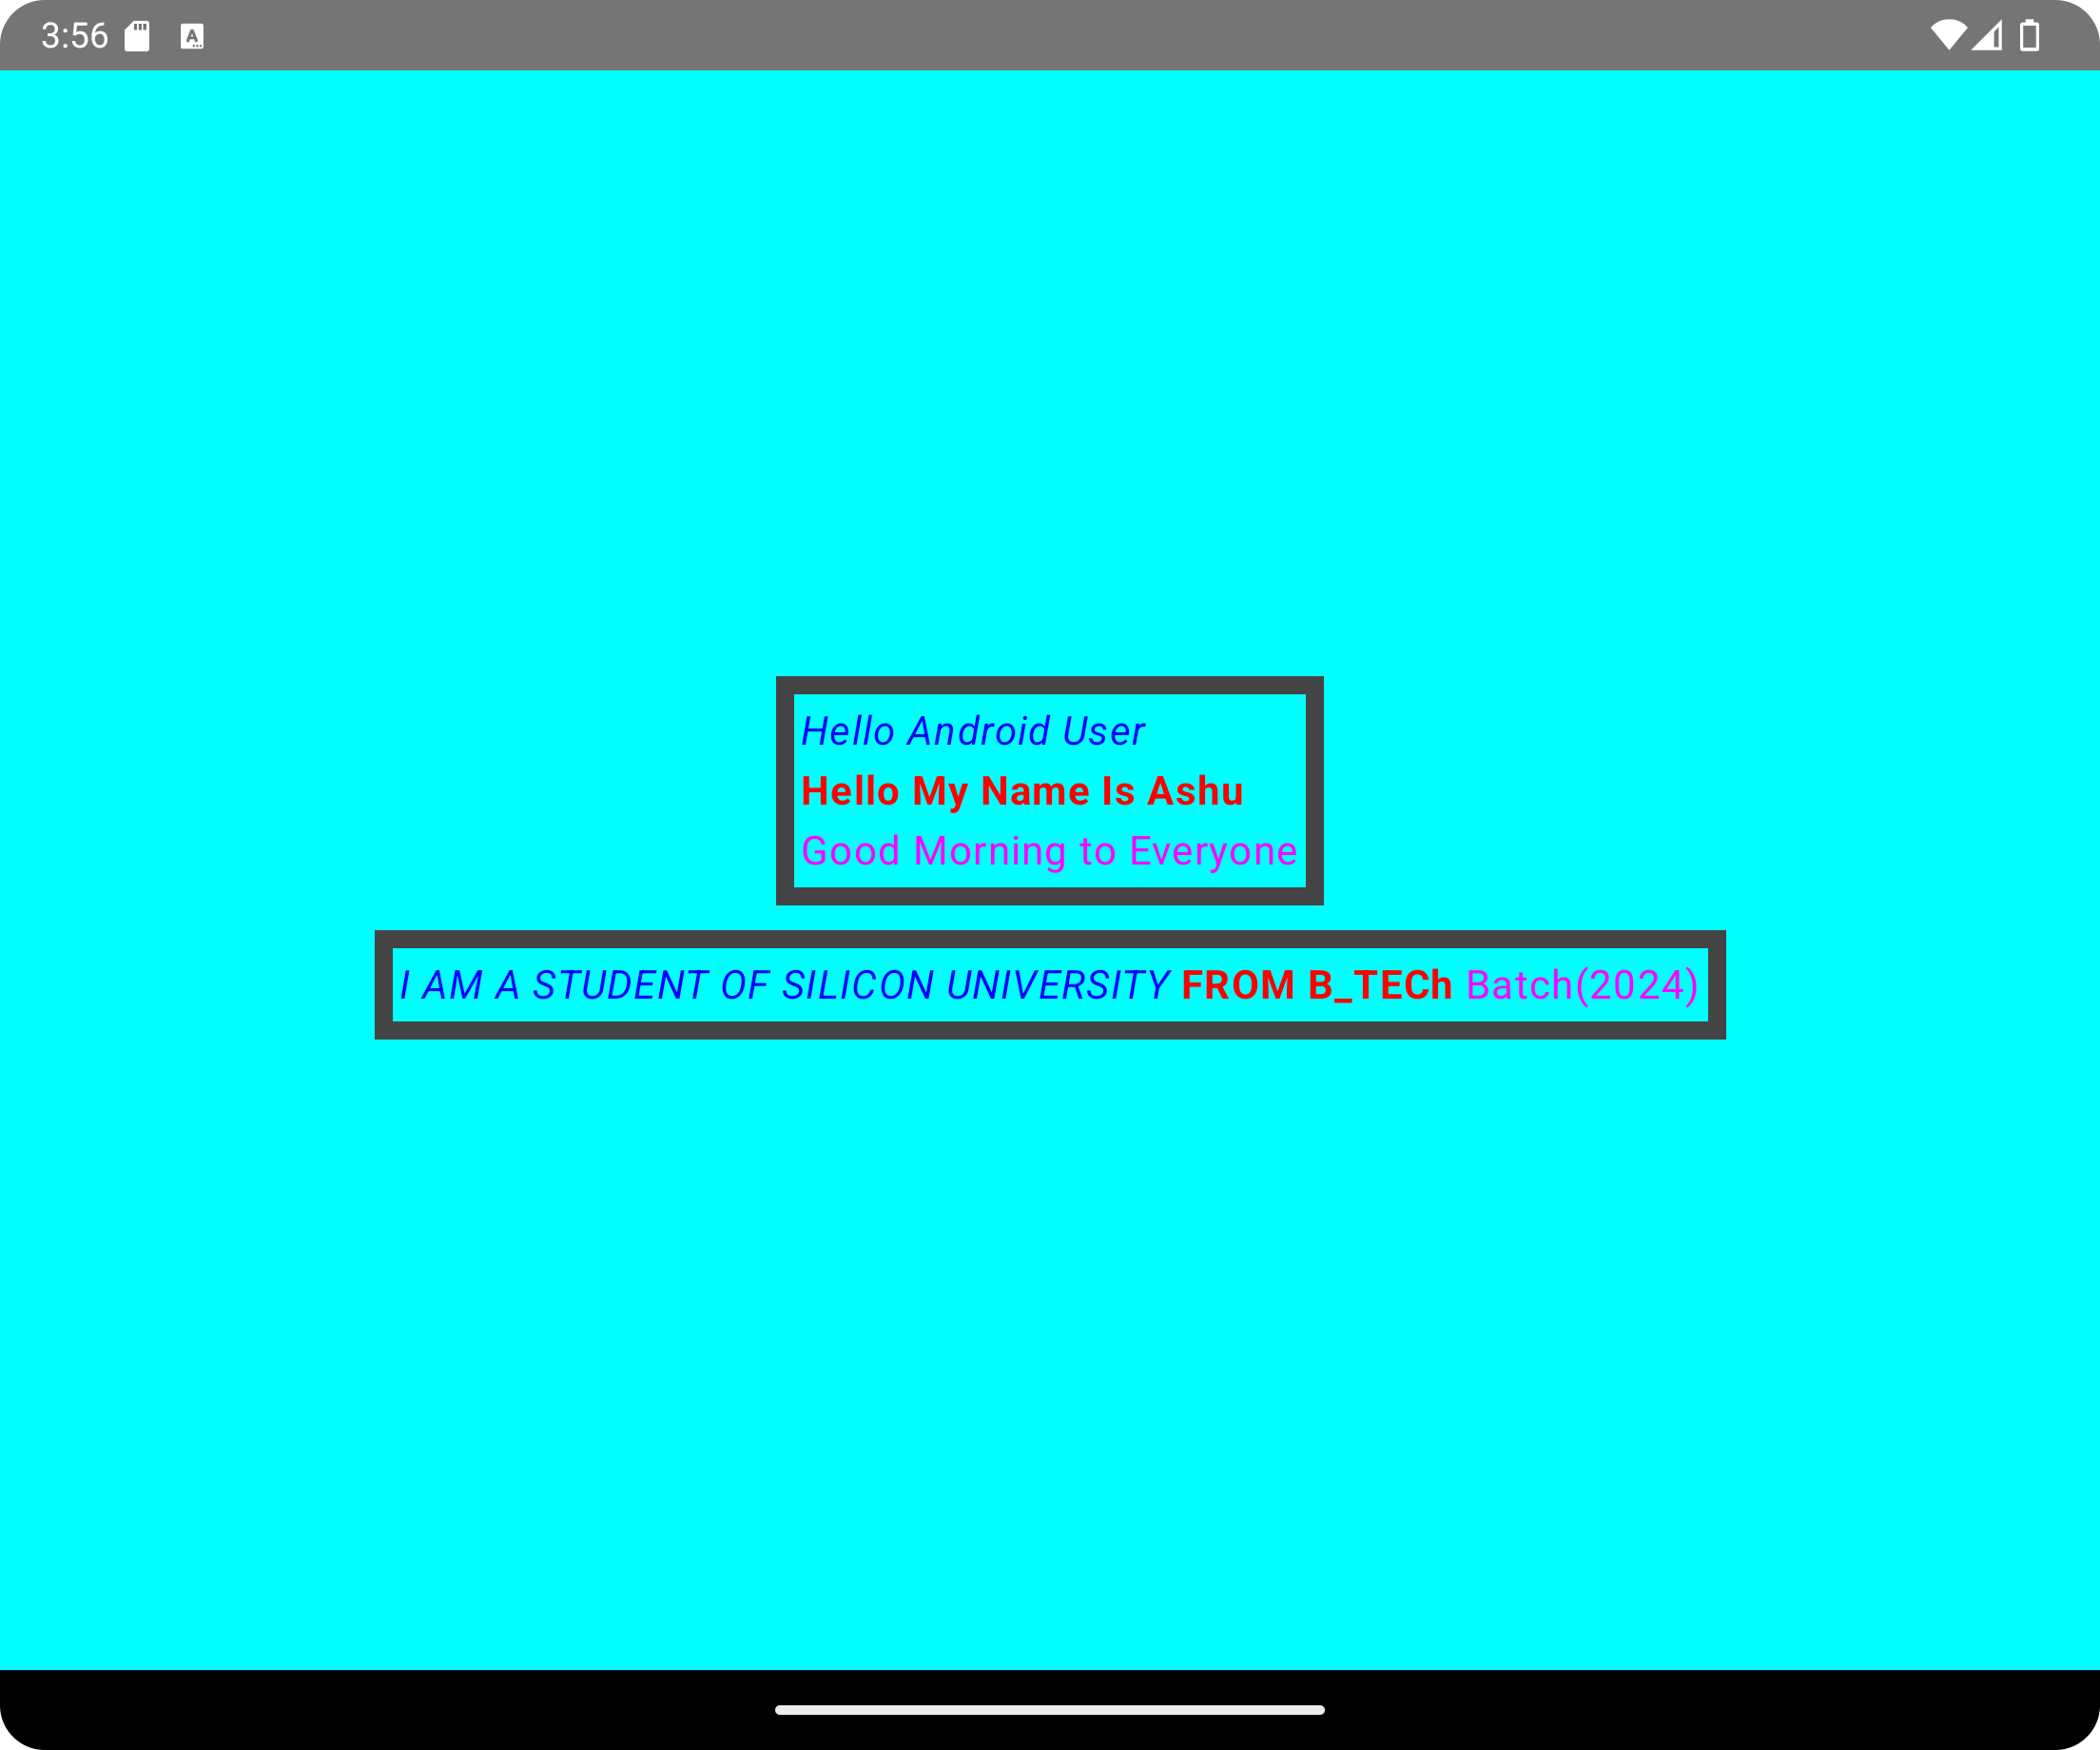 3:56
Hello Android User
Hello My Name Is Ashu
Good Morning to Everyone
I AM A STUDENT OF SILICON UNIVERSITY FROM B_TECh Batch(2024)